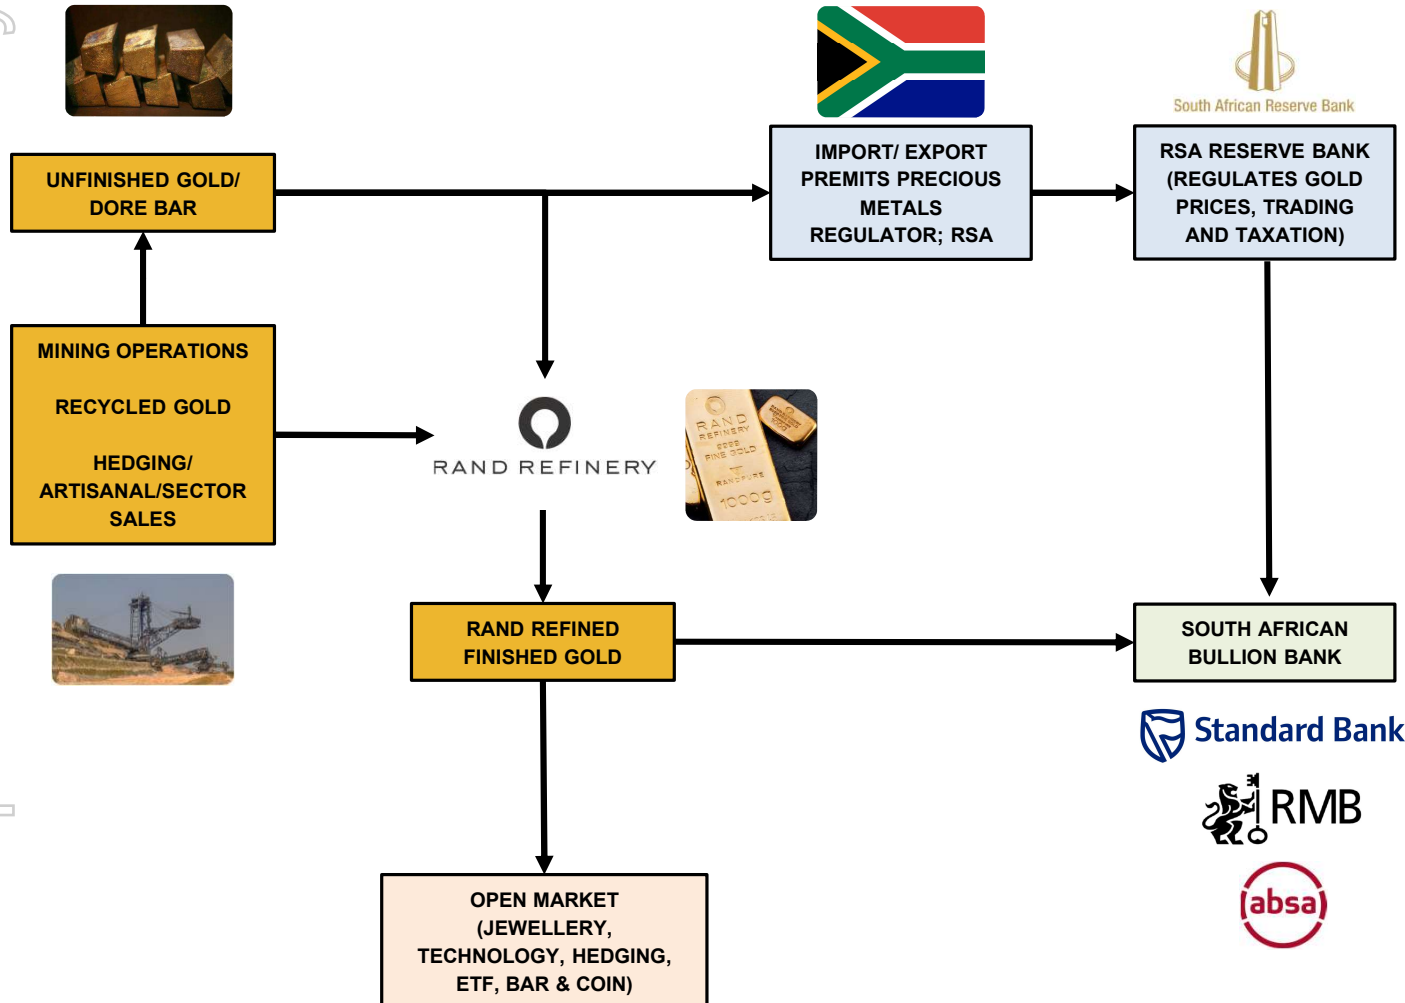 South African Reserve Bank
UNFINISHED GOLD/
DORE BAR
IMPORT/ EXPORT
PREMITS PRECIOUS
METALS
REGULATOR; RSA
RSA RESERVE BANK
(REGULATES GOLD
PRICES, TRADING
AND TAXATION)
MINING OPERATIONS
RECYCLED GOLD
HEDGING/
ARTISANAL/SECTOR
SALES
RAND REFINERY
RAND
REFINERY
9999
FINE GOLD
RANDPURE
1000g
RAND REFINED
FINISHED GOLD
SOUTH AFRICAN
BULLION BANK
Standard Bank
RMB
absa
OPEN MARKET
(JEWELLERY,
TECHNOLOGY, HEDGING,
ETF, BAR & COIN)